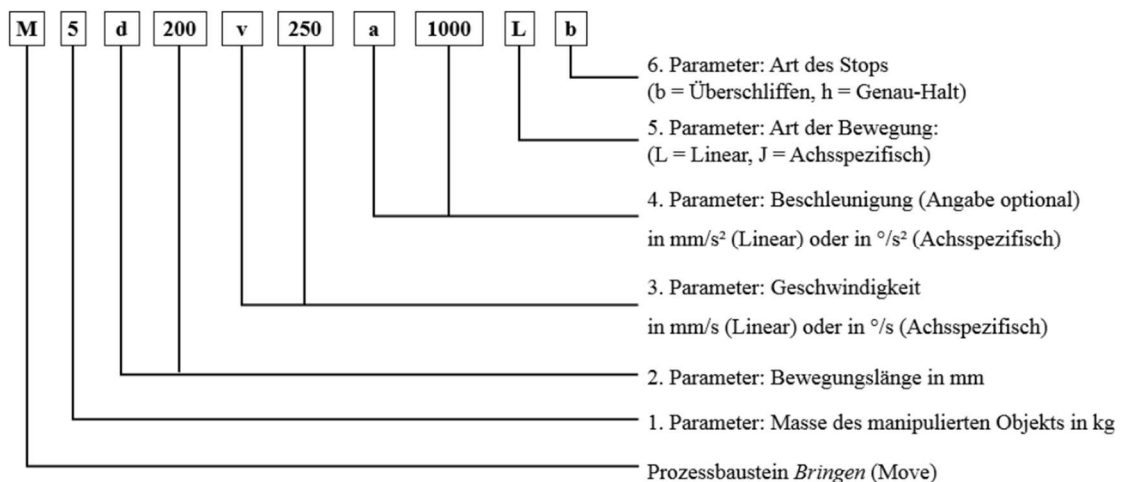 M 5 d 200 v 250 a 1000 L b
6. Parameter: Art des Stops
(b = Überschliffen, h = Genau-Halt)
5. Parameter: Art der Bewegung:
(L = Linear, J = Achsspezifisch)
4. Parameter: Beschleunigung (Angabe optional)
in mm/s² (Linear) oder in °/s² (Achsspezifisch)
3. Parameter: Geschwindigkeit
in mm/s (Linear) oder in °/s (Achsspezifisch)
2. Parameter: Bewegungslänge in mm
1. Parameter: Masse des manipulierten Objekts in kg
Prozessbaustein Bringen (Move)